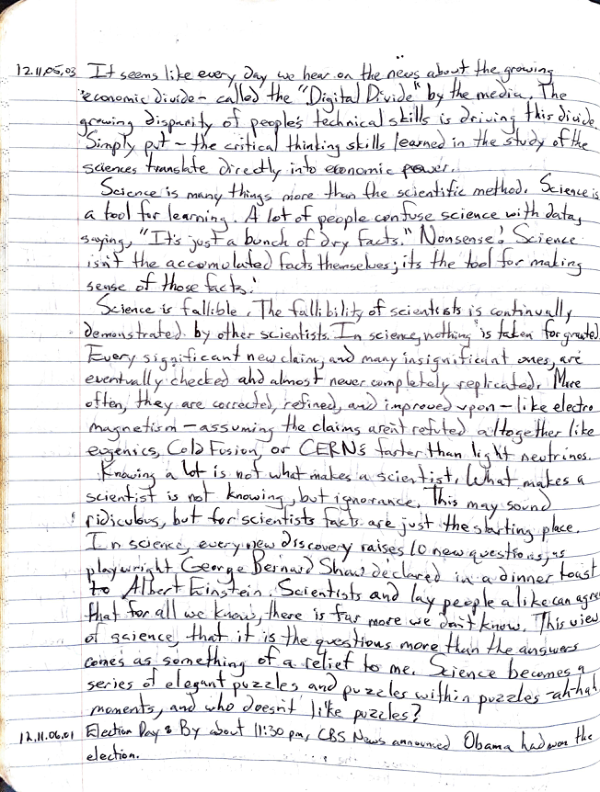 12.11.05.03 It seems like every day we hear on the news about the growing
economic divide - called the "Digital Divide" by the media. The
growing disparity of people's technical skills is driving this divide.
Simply put - the critical thinking skills learned in the study of the
sciences translate directly into economic power.
Science is many things more than the scientific method. Science is
a tool for learning. A lot of people confuse science with data,
saying, "It's just a bunch of dry facts." Nonsense! Science
isn't the accumulated facts themselves; its the tool for making
sense of those facts.
Science is fallible. The fallibility of scientists is continually
demonstrated by other scientists. In science, nothing is taken for granted.
Every significant new claim, and many insignificant ones, are
eventually checked and almost never completely replicated. More
often, they are corrected, refined, and improved upon - like electro
magnetism - assuming the claims aren't refuted altogether like
eugenics, Cold Fusion, or CERN's faster than light neutrinos.
Knowing a lot is not what makes a scientist. What makes a
scientist is not knowing, but ignorance. This may sound
ridiculous, but for scientists facts are just the starting place.
In science, every new discovery raises 10 new questions, as
playwright George Bernard Shaw declared in a dinner toast
to Albert Einstein. Scientists and lay people alike can agree
that for all we know, there is far more we don't know. This view
of science, that it is the questions more than the answers
comes as something of a relief to me. Science becomes a
series of elegant puzzles and puzzles within puzzles - ah-hah
moments, and who doesn't like puzzles?
12.11.06.01 Election Day: By about 11:30 pm, CBS News announced Obama had won the
election.